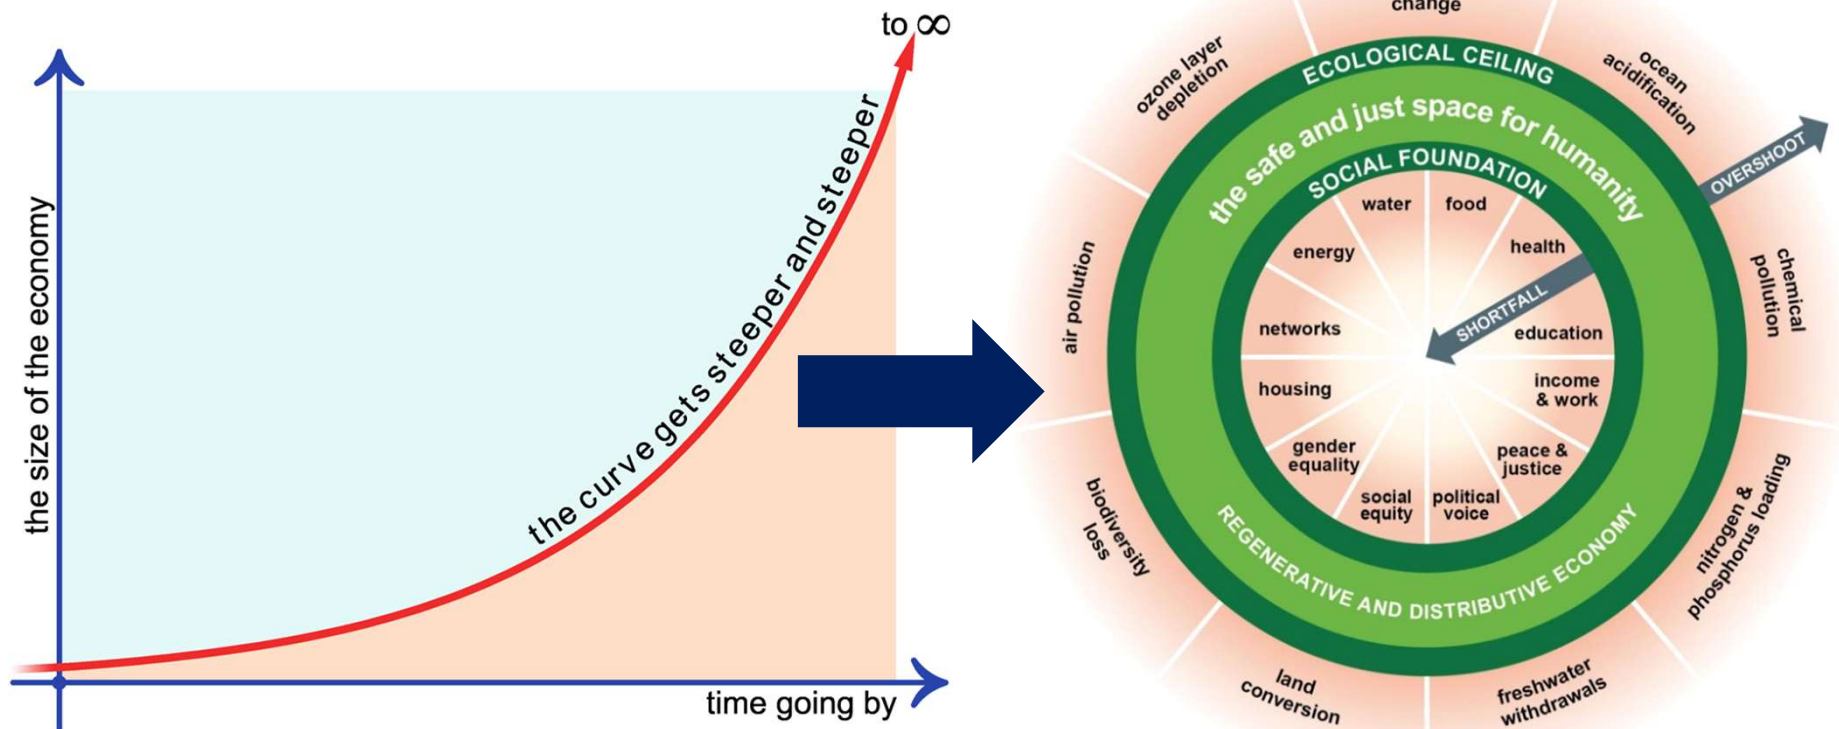 to ∞
the size of the economy
the curve gets steeper and steeper
time going by
change
ozone layer
depletion
ocean
acidification
ECOLOGICAL CEILING
the safe and just space for humanity
SOCIAL FOUNDATION
OVERSHOOT
water
food
energy
health
SHORTFALL
networks
education
housing
income
& work
gender
equality
peace &
justice
social
equity
political
voice
air pollution
chemical
pollution
REGENERATIVE AND DISTRIBUTIVE ECONOMY
biodiversity
loss
nitrogen &
phosphorus loading
land
conversion
freshwater
withdrawals